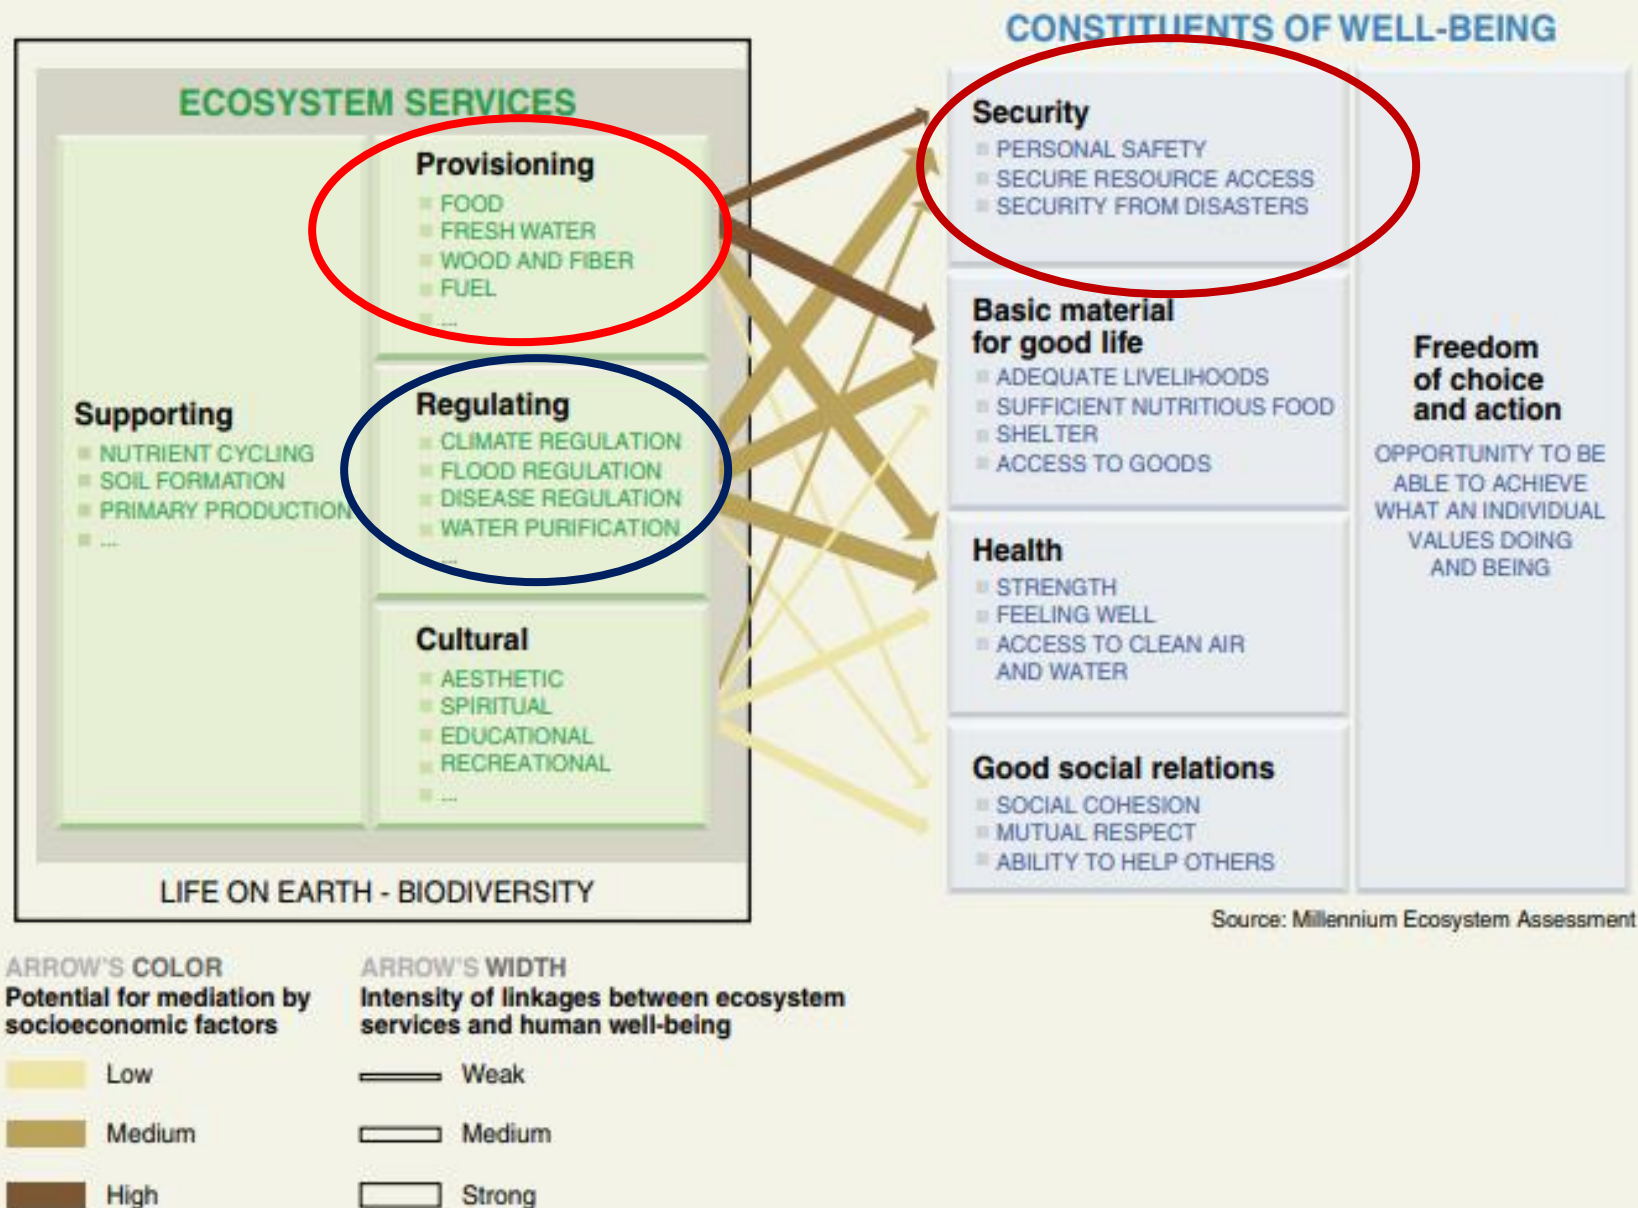 CONSTITUENTS OF WELL-BEING
ECOSYSTEM SERVICES
Supporting
NUTRIENT CYCLING
SOIL FORMATION
PRIMARY PRODUCTION
...
Provisioning
FOOD
FRESH WATER
WOOD AND FIBER
FUEL
...
Regulating
CLIMATE REGULATION
FLOOD REGULATION
DISEASE REGULATION
WATER PURIFICATION
...
Cultural
AESTHETIC
SPIRITUAL
EDUCATIONAL
RECREATIONAL
...
LIFE ON EARTH - BIODIVERSITY
Security
PERSONAL SAFETY
SECURE RESOURCE ACCESS
SECURITY FROM DISASTERS
Basic material
for good life
ADEQUATE LIVELIHOODS
SUFFICIENT NUTRITIOUS FOOD
SHELTER
ACCESS TO GOODS
Health
STRENGTH
FEELING WELL
ACCESS TO CLEAN AIR
AND WATER
Good social relations
SOCIAL COHESION
MUTUAL RESPECT
ABILITY TO HELP OTHERS
Freedom
of choice
and action
OPPORTUNITY TO BE
ABLE TO ACHIEVE
WHAT AN INDIVIDUAL
VALUES DOING
AND BEING
Source: Millennium Ecosystem Assessment
ARROW'S COLOR
Potential for mediation by
socioeconomic factors
Low
Medium
High
ARROW'S WIDTH
Intensity of linkages between ecosystem
services and human well-being
Weak
Medium
Strong